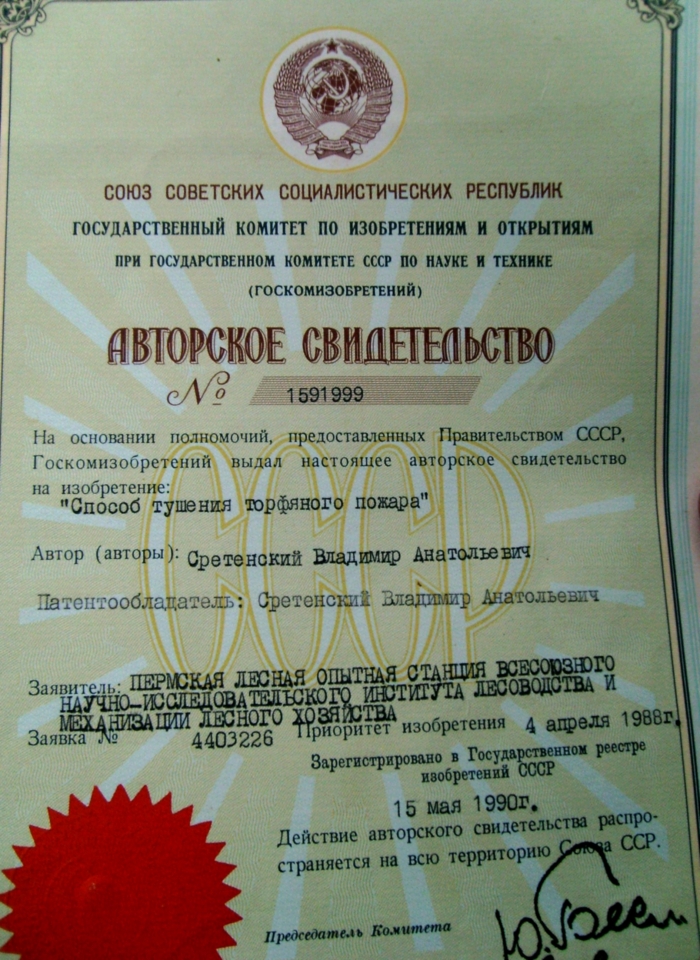 СОЮЗ СОВЕТСКИХ СОЦИАЛИСТИЧЕСКИХ РЕСПУБЛИК
ГОСУДАРСТВЕННЫЙ КОМИТЕТ ПО ИЗОБРЕТЕНИЯМ И ОТКРЫТИЯМ
ПРИ ГОСУДАРСТВЕННОМ КОМИТЕТЕ СССР ПО НАУКЕ И ТЕХНИКЕ
(ГОСКОМИЗОБРЕТЕНИЙ)
АВТОРСКОЕ СВИДЕТЕЛЬСТВО
№ 1591999
СССР
На основании полномочий, предоставленных Правительством СССР,
Госкомизобретений выдал настоящее авторское свидетельство
на изобретение:
"Способ тушения торфяного пожара"
Автор (авторы): Сретенский Владимир Анатольевич
Патентообладатель: Сретенский Владимир Анатольевич
Заявитель: ПЕРМСКАЯ ЛЕСНАЯ ОПЫТНАЯ СТАНЦИЯ ВСЕСОЮЗНОГО
НАУЧНО-ИССЛЕДОВАТЕЛЬСКОГО ИНСТИТУТА ЛЕСОВОДСТВА И
МЕХАНИЗАЦИИ ЛЕСНОГО ХОЗЯЙСТВА
Заявка № 4403226 Приоритет изобретения 4 апреля 1988г.
Зарегистрировано в Государственном реестре
изобретений СССР
15 мая 1990г.
Действие авторского свидетельства распро-
страняется на всю территорию Союза ССР.
Председатель Комитета